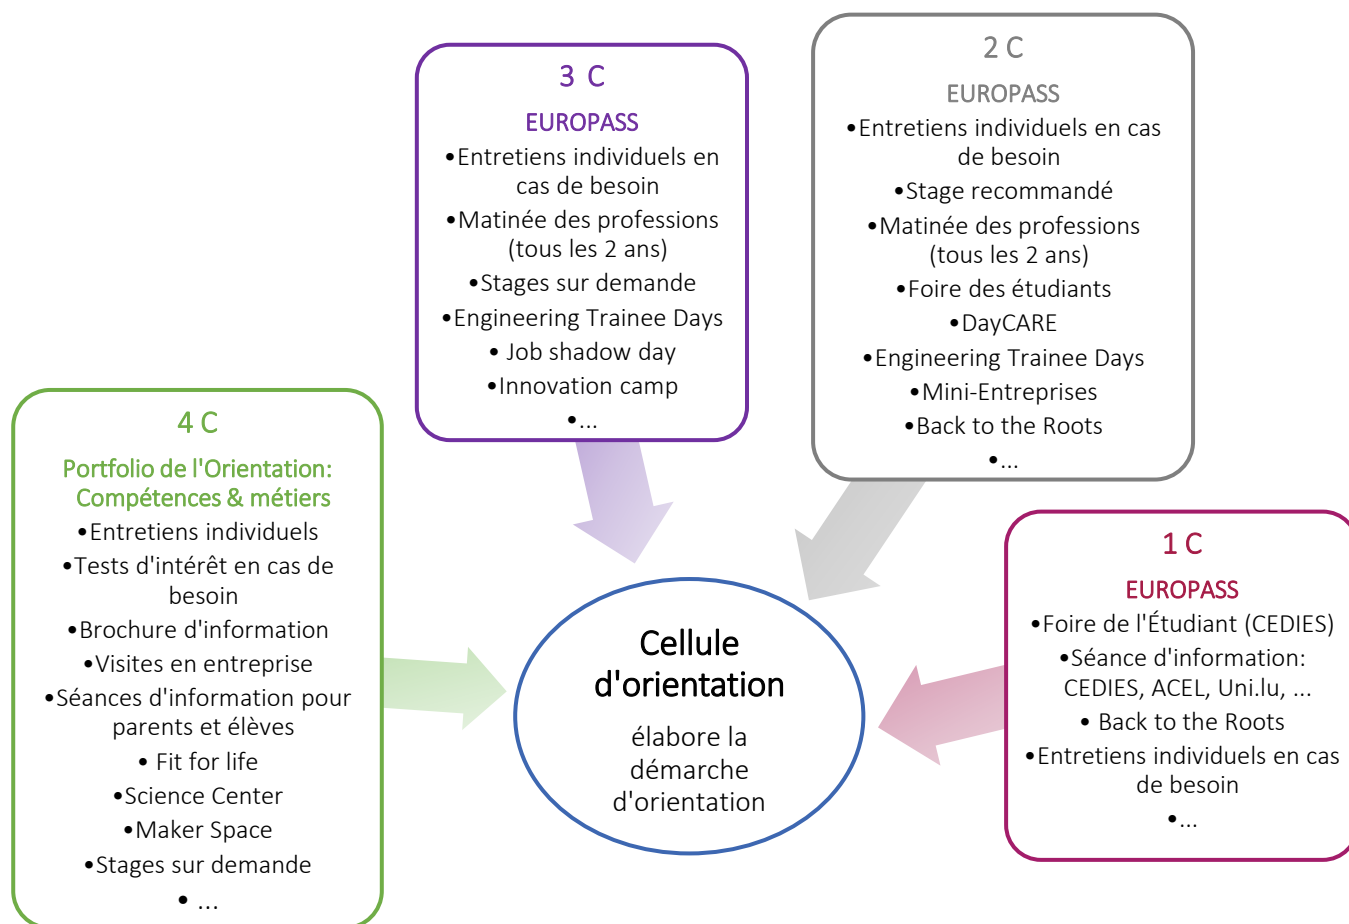 3 C
EUROPASS
•Entretiens individuels en
cas de besoin
•Matinée des professions
(tous les 2 ans)
•Stages sur demande
•Engineering Trainee Days
• Job shadow day
•Innovation camp
•...
2 C
EUROPASS
•Entretiens individuels en cas
de besoin
•Stage recommandé
•Matinée des professions
(tous les 2 ans)
•Foire des étudiants
•DayCARE
•Engineering Trainee Days
•Mini-Entreprises
•Back to the Roots
•...
4 C
Portfolio de l'Orientation:
Compétences & métiers
•Entretiens individuels
•Tests d'intérêt en cas de
besoin
•Brochure d'information
•Visites en entreprise
•Séances d'information pour
parents et élèves
• Fit for life
•Science Center
•Maker Space
•Stages sur demande
• ...
1 C
EUROPASS
•Foire de l'Étudiant (CEDIES)
•Séance d'information:
CEDIES, ACEL, Uni.lu, ...
• Back to the Roots
•Entretiens individuels en cas
de besoin
•...
Cellule
d'orientation
élabore la
démarche
d'orientation